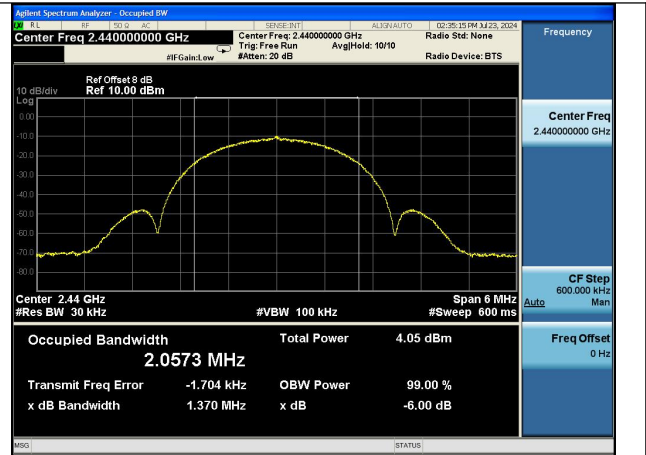 Agilent Spectrum Analyzer - Occupied BW
RL RF 50 Ω AC SENSE:INT ALIGN AUTO 02:35:15 PM Jul 23, 2024
Center Freq 2.440000000 GHz
Center Freq: 2.440000000 GHz
Radio Std: None
Trig: Free Run Avg|Hold: 10/10
#IFGain:Low #Atten: 20 dB Radio Device: BTS
Frequency
Ref Offset 8 dB
10 dB/div Ref 10.00 dBm
Log
0.00
-10.0
-20.0
-30.0
-40.0
-50.0
-60.0
-70.0
-80.0
Center 2.44 GHz Span 6 MHz
#Res BW 30 kHz #VBW 100 kHz #Sweep 600 ms
Occupied Bandwidth Total Power 4.05 dBm
2.0573 MHz
Transmit Freq Error -1.704 kHz OBW Power 99.00 %
x dB Bandwidth 1.370 MHz x dB -6.00 dB
Center Freq
2.440000000 GHz
CF Step
600.000 kHz
Auto Man
Freq Offset
0 Hz
MSG STATUS